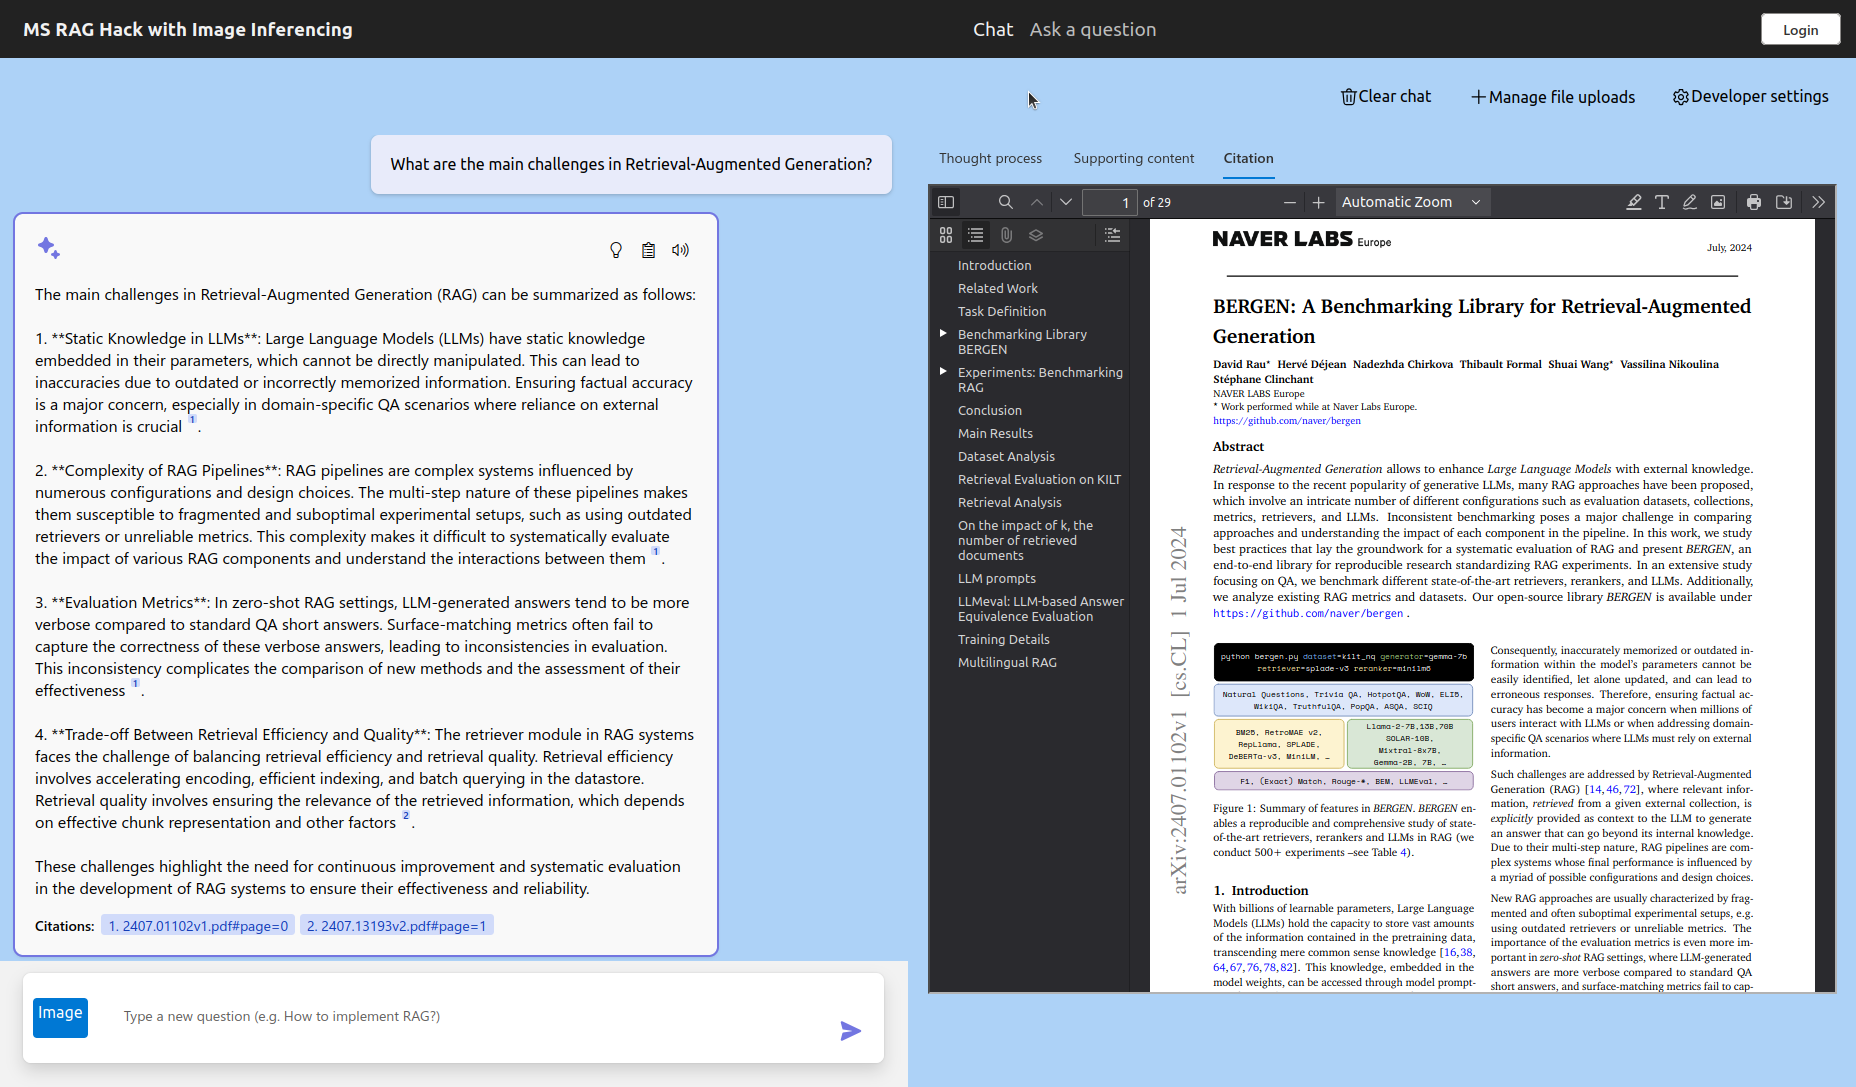 MS RAG Hack with Image Inferencing
Chat
Ask a question
Login
Clear chat
Manage file uploads
Developer settings
What are the main challenges in Retrieval-Augmented Generation?
The main challenges in Retrieval-Augmented Generation (RAG) can be summarized as follows:
1. **Static Knowledge in LLMs**: Large Language Models (LLMs) have static knowledge
embedded in their parameters, which cannot be directly manipulated. This can lead to
inaccuracies due to outdated or incorrectly memorized information. Ensuring factual accuracy
is a major concern, especially in domain-specific QA scenarios where reliance on external
information is crucial 1 .
2. **Complexity of RAG Pipelines**: RAG pipelines are complex systems influenced by
numerous configurations and design choices. The multi-step nature of these pipelines makes
them susceptible to fragmented and suboptimal experimental setups, such as using outdated
retrievers or unreliable metrics. This complexity makes it difficult to systematically evaluate
the impact of various RAG components and understand the interactions between them 1 .
3. **Evaluation Metrics**: In zero-shot RAG settings, LLM-generated answers tend to be more
verbose compared to standard QA short answers. Surface-matching metrics often fail to
capture the correctness of these verbose answers, leading to inconsistencies in evaluation.
This inconsistency complicates the comparison of new methods and the assessment of their
effectiveness 1 .
4. **Trade-off Between Retrieval Efficiency and Quality**: The retriever module in RAG systems
faces the challenge of balancing retrieval efficiency and retrieval quality. Retrieval efficiency
involves accelerating encoding, efficient indexing, and batch querying in the datastore.
Retrieval quality involves ensuring the relevance of the retrieved information, which depends
on effective chunk representation and other factors 2 .
These challenges highlight the need for continuous improvement and systematic evaluation
in the development of RAG systems to ensure their effectiveness and reliability.
Citations: 1. 2407.01102v1.pdf#page=0 2. 2407.13193v2.pdf#page=1
Image
Type a new question (e.g. How to implement RAG?)
Thought process
Supporting content
Citation
1 of 29
Automatic Zoom
Introduction
Related Work
Task Definition
Benchmarking Library
BERGEN
Experiments: Benchmarking
RAG
Conclusion
Main Results
Dataset Analysis
Retrieval Evaluation on KILT
Retrieval Analysis
On the impact of k, the
number of retrieved
documents
LLM prompts
LLMeval: LLM-based Answer
Equivalence Evaluation
Training Details
Multilingual RAG
arXiv:2407.01102v1 [cs.CL] 1 Jul 2024
NAVER LABS Europe
July, 2024
BERGEN: A Benchmarking Library for Retrieval-Augmented
Generation
David Rau* Hervé Déjean Nadezhda Chirkova Thibault Formal Shuai Wang* Vassilina Nikoulina
Stéphane Clinchant
NAVER LABS Europe
* Work performed while at Naver Labs Europe.
https://github.com/naver/bergen
Abstract
Retrieval-Augmented Generation allows to enhance Large Language Models with external knowledge.
In response to the recent popularity of generative LLMs, many RAG approaches have been proposed,
which involve an intricate number of different configurations such as evaluation datasets, collections,
metrics, retrievers, and LLMs. Inconsistent benchmarking poses a major challenge in comparing
approaches and understanding the impact of each component in the pipeline. In this work, we study
best practices that lay the groundwork for a systematic evaluation of RAG and present BERGEN, an
end-to-end library for reproducible research standardizing RAG experiments. In an extensive study
focusing on QA, we benchmark different state-of-the-art retrievers, rerankers, and LLMs. Additionally,
we analyze existing RAG metrics and datasets. Our open-source library BERGEN is available under
https://github.com/naver/bergen .
python bergen.py dataset=kilt_nq generator=gemma-7b
retriever=splade-v3 reranker=minilm6
Natural Questions, Trivia QA, HotpotQA, WoW, ELI5,
WikiQA, TruthfulQA, PopQA, ASQA, SCIQ
BM25, RetroMAE v2,
RepLlama, SPLADE,
DeBERTa-v3, MiniLM, …
Llama-2-7B,13B,70B
SOLAR-10B,
Mixtral-8x7B,
Gemma-2B, 7B, …
F1, (Exact) Match, Rouge-*, BEM, LLMEval, …
Figure 1: Summary of features in BERGEN. BERGEN en-
ables a reproducible and comprehensive study of state-
of-the-art retrievers, rerankers and LLMs in RAG (we
conduct 500+ experiments –see Table 4).
1. Introduction
With billions of learnable parameters, Large Language
Models (LLMs) hold the capacity to store vast amounts
of the information contained in the pretraining data,
transcending mere common sense knowledge [16,38,
64,67,76,78,82]. This knowledge, embedded in the
model weights, can be accessed through model prompt-
Consequently, inaccurately memorized or outdated in-
formation within the model's parameters cannot be
easily identified, let alone updated, and can lead to
erroneous responses. Therefore, ensuring factual ac-
curacy has become a major concern when millions of
users interact with LLMs or when addressing domain-
specific QA scenarios where LLMs must rely on external
information.
Such challenges are addressed by Retrieval-Augmented
Generation (RAG) [14,46,72], where relevant infor-
mation, retrieved from a given external collection, is
explicitly provided as context to the LLM to generate
an answer that can go beyond its internal knowledge.
Due to their multi-step nature, RAG pipelines are com-
plex systems whose final performance is influenced by
a myriad of possible configurations and design choices.
New RAG approaches are usually characterized by frag-
mented and often suboptimal experimental setups, e.g.
using outdated retrievers or unreliable metrics. The
importance of the evaluation metrics is even more im-
portant in zero-shot RAG settings, where LLM-generated
answers are more verbose compared to standard QA
short answers, and surface-matching metrics fail to cap-